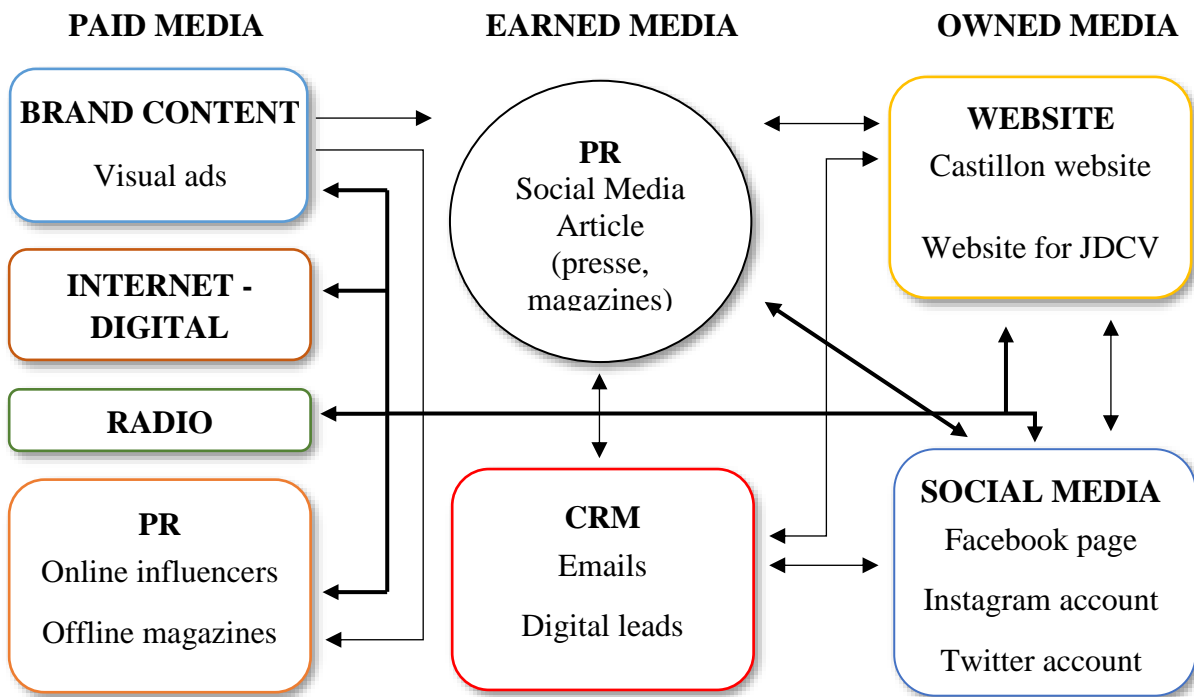 PAID MEDIA
EARNED MEDIA
OWNED MEDIA
BRAND CONTENT
Visual ads
INTERNET -
DIGITAL
RADIO
PR
Online influencers
Offline magazines
PR
Social Media
Article
(presse,
magazines)
CRM
Emails
Digital leads
WEBSITE
Castillon website
Website for JDCV
SOCIAL MEDIA
Facebook page
Instagram account
Twitter account